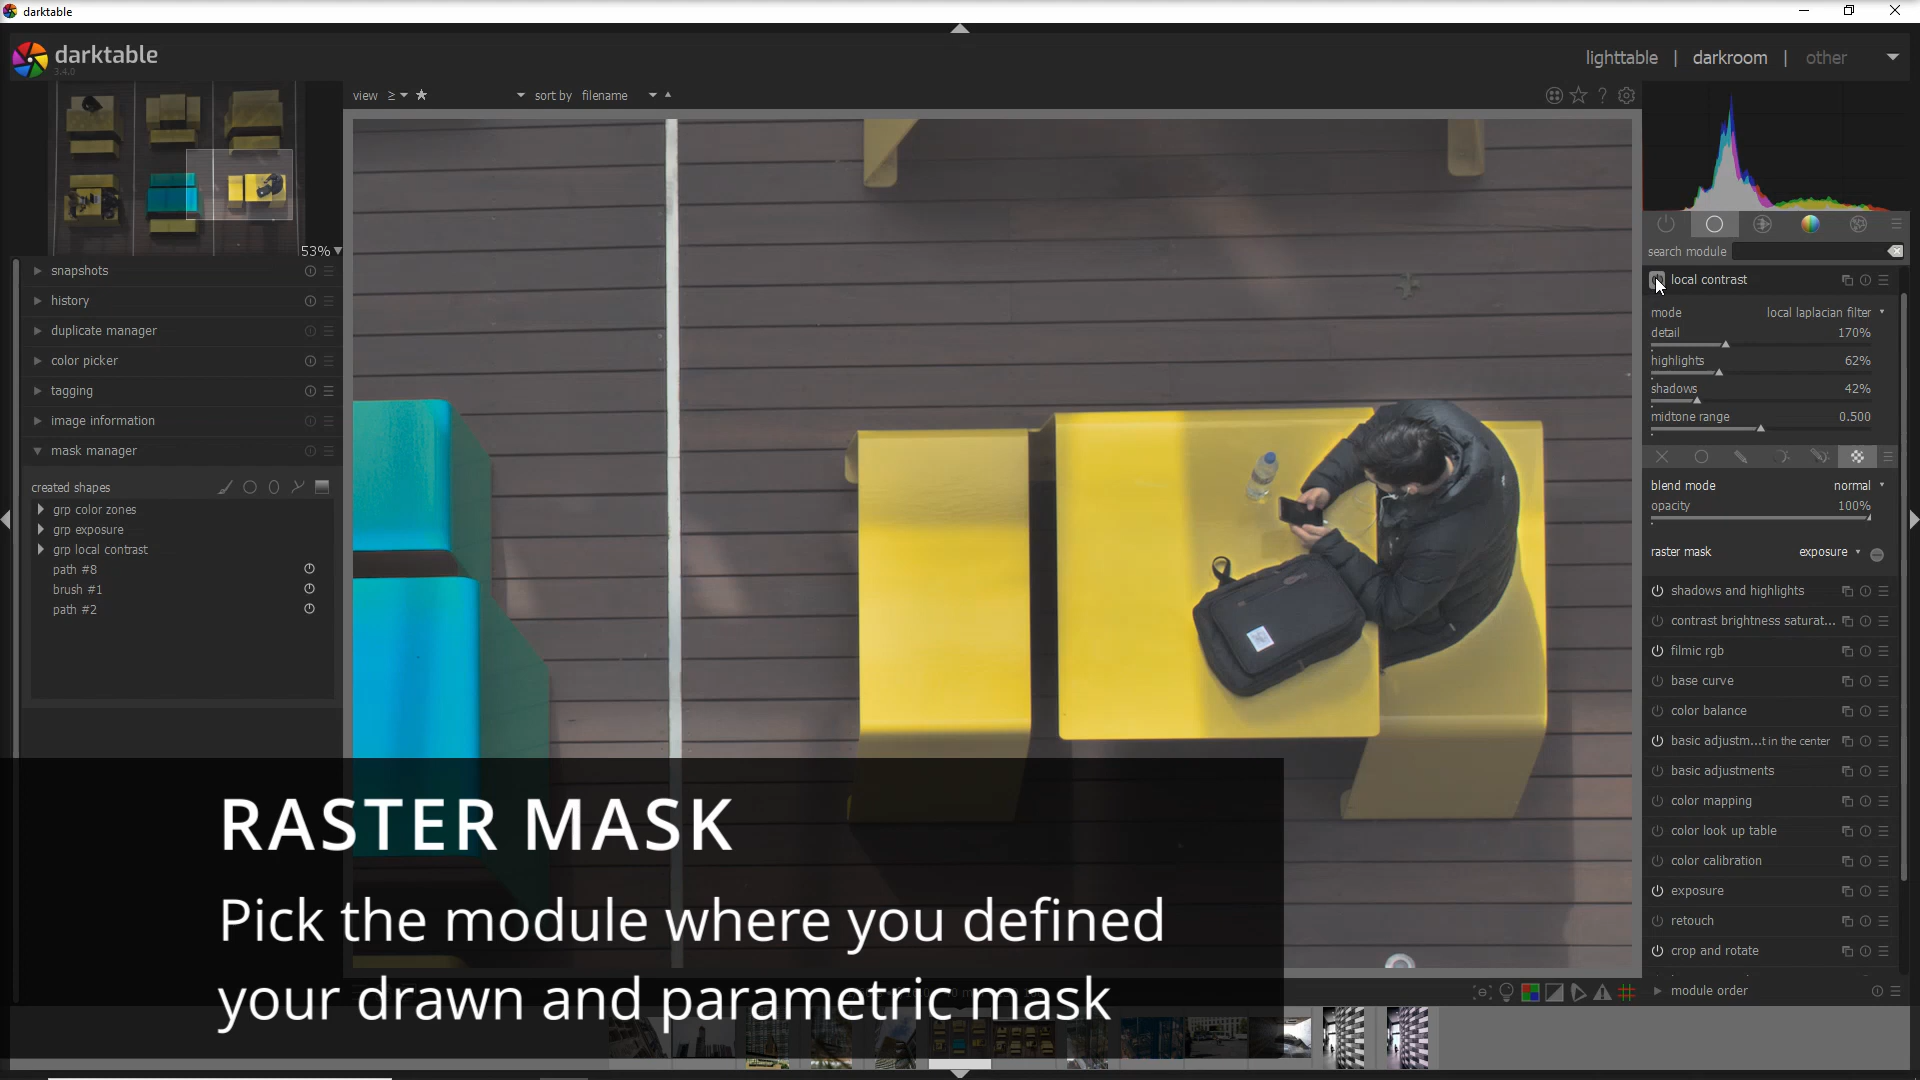 darktable
darktable
3.4.0
lighttable | darkroom | other
view ≥ ★ sort by filename
53%
snapshots
history
duplicate manager
color picker
tagging
image information
mask manager
created shapes
grp color zones
grp exposure
grp local contrast
path #8
brush #1
path #2
search module
local contrast
mode local laplacian filter
detail 170%
highlights 62%
shadows 42%
midtone range 0.500
blend mode normal
opacity 100%
raster mask exposure
shadows and highlights
contrast brightness saturat...
filmic rgb
base curve
color balance
basic adjustm...t in the center
basic adjustments
color mapping
color look up table
color calibration
exposure
retouch
crop and rotate
module order
RASTER MASK
Pick the module where you defined
your drawn and parametric mask